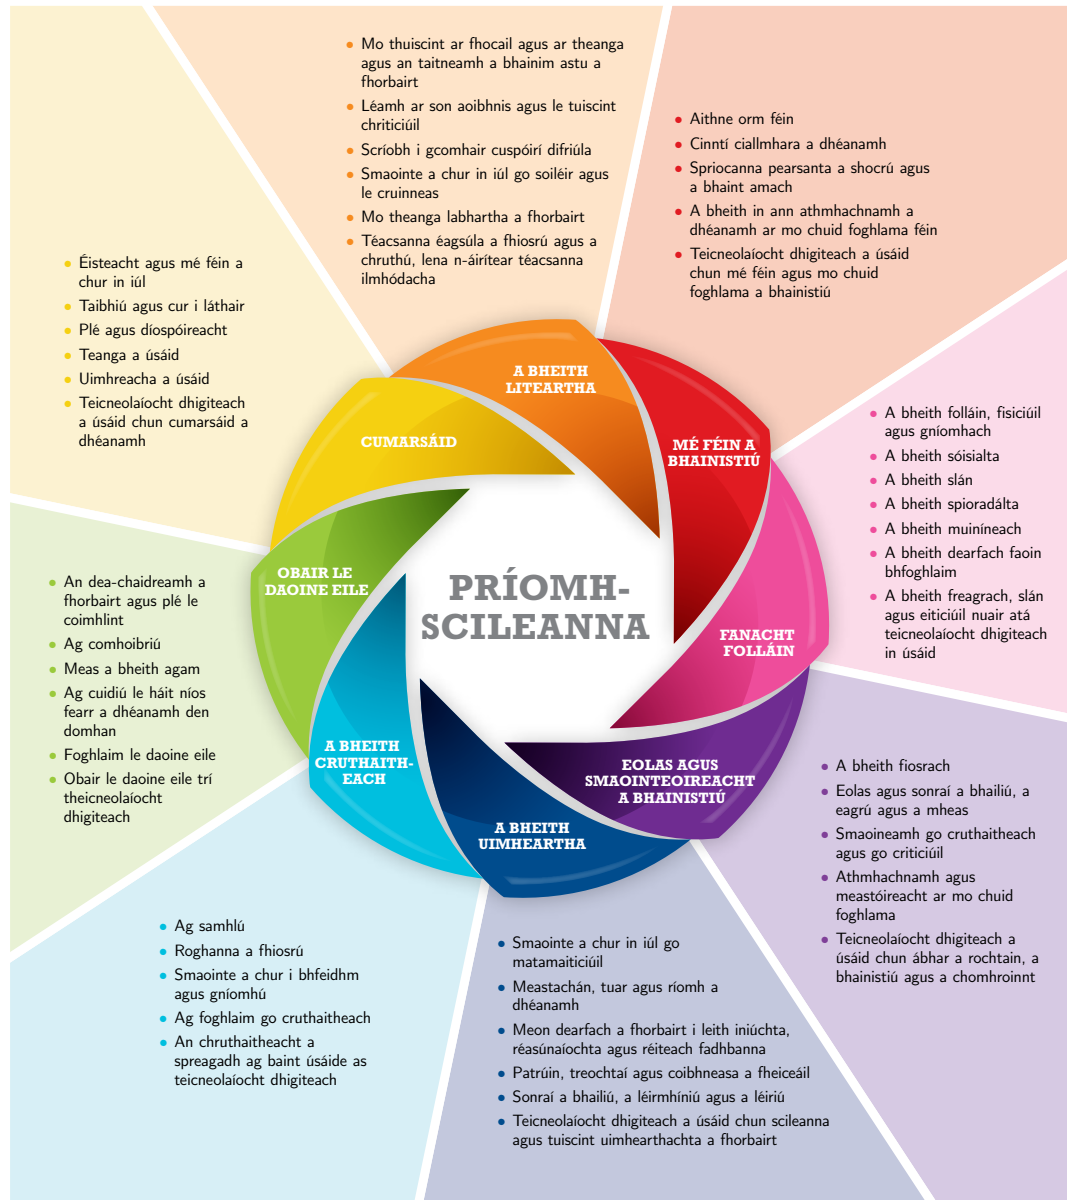 • Mo thuiscint ar fhocail agus ar theanga
agus an taitneamh a bhainim astu a
fhorbairt
• Léamh ar son aoibhnis agus le tuiscint
chriticiúil
• Scríobh i gcomhair cuspóirí difriúla
• Smaointe a chur in iúl go soiléir agus
le cruinneas
• Mo theanga labhartha a fhorbairt
• Téacsanna éagsúla a fhiosrú agus a
chruthú, lena n-áirítear téacsanna
ilmhódacha
• Aithne orm féin
• Cinntí ciallmhara a dhéanamh
• Spriocanna pearsanta a shocrú agus
a bhaint amach
• A bheith in ann athmhachnamh a
dhéanamh ar mo chuid foghlama féin
• Teicneolaíocht dhigiteach a úsáid
chun mé féin agus mo chuid
foghlama a bhainistiú
• Éisteacht agus mé féin a
chur in iúl
• Taibhiú agus cur i láthair
• Plé agus díospóireacht
• Teanga a úsáid
• Uimhreacha a úsáid
• Teicneolaíocht dhigiteach
a úsáid chun cumarsáid a
dhéanamh
A BHEITH
LITEARTHA
CUMARSÁID
MÉ FÉIN A
BHAINISTIÚ
• A bheith folláin, fisiciúil
agus gníomhach
• A bheith sóisialta
• A bheith slán
• A bheith spioradálta
• A bheith muiníneach
• A bheith dearfach faoin
bhfoghlaim
• A bheith freagrach, slán
agus eiticiúil nuair atá
teicneolaíocht dhigiteach
in úsáid
OBAIR LE
DAOINE EILE
PRÍOMH-
SCILEANNA
FANACHT
FOLLÁIN
• An dea-chaidreamh a
fhorbairt agus plé le
coimhlint
• Ag comhoibriú
• Meas a bheith agam
• Ag cuidiú le háit níos
fearr a dhéanamh den
domhan
• Foghlaim le daoine eile
• Obair le daoine eile trí
theicneolaíocht
dhigiteach
A BHEITH
CRUTHAITH-
EACH
EOLAS AGUS
SMAOINTEOIREACHT
A BHAINISTIÚ
A BHEITH
UIMHEARTHA
• A bheith fiosrach
• Eolas agus sonraí a bhailiú, a
eagrú agus a mheas
• Smaoineamh go cruthaitheach
agus go criticiúil
• Athmhachnamh agus
meastóireacht ar mo chuid
foghlama
• Teicneolaíocht dhigiteach a
úsáid chun ábhar a rochtain, a
bhainistiú agus a chomhroinnt
• Ag samhlú
• Roghanna a fhiosrú
• Smaointe a chur i bhfeidhm
agus gníomhú
• Ag foghlaim go cruthaitheach
• An chruthaitheacht a
spreagadh ag baint úsáide as
teicneolaíocht dhigiteach
• Smaointe a chur in iúl go
matamaiticiúil
• Meastachán, tuar agus ríomh a
dhéanamh
• Meon dearfach a fhorbairt i leith iniúchta,
réasúnaíochta agus réiteach fadhbanna
• Patrúin, treochtaí agus coibhneasa a fheiceáil
• Sonraí a bhailiú, a léirmhíniú agus a léiriú
• Teicneolaíocht dhigiteach a úsáid chun scileanna
agus tuiscint uimhearthachta a fhorbairt